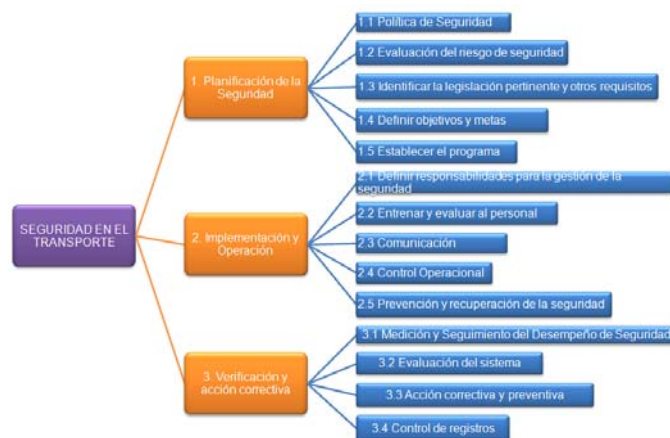 1.1 Política de Seguridad
1.2 Evaluación del riesgo de seguridad
1. Planificación de la
Seguridad
1.3 Identificar la legislación pertinente y otros requisitos
1.4 Definir objetivos y metas
1.5 Establecer el programa
2.1 Definir responsabilidades para la gestión de la
seguridad
2.2 Entrenar y evaluar al personal
SEGURIDAD EN EL
TRANSPORTE
2. Implementación y
Operación
2.3 Comunicación
2.4 Control Operacional
2.5 Prevención y recuperación de la seguridad
3.1 Medición y Seguimiento del Desempeño de Seguridad
3.2 Evaluación del sistema
3. Verificación y
acción correctiva
3.3 Acción correctiva y preventiva
3.4 Control de registros